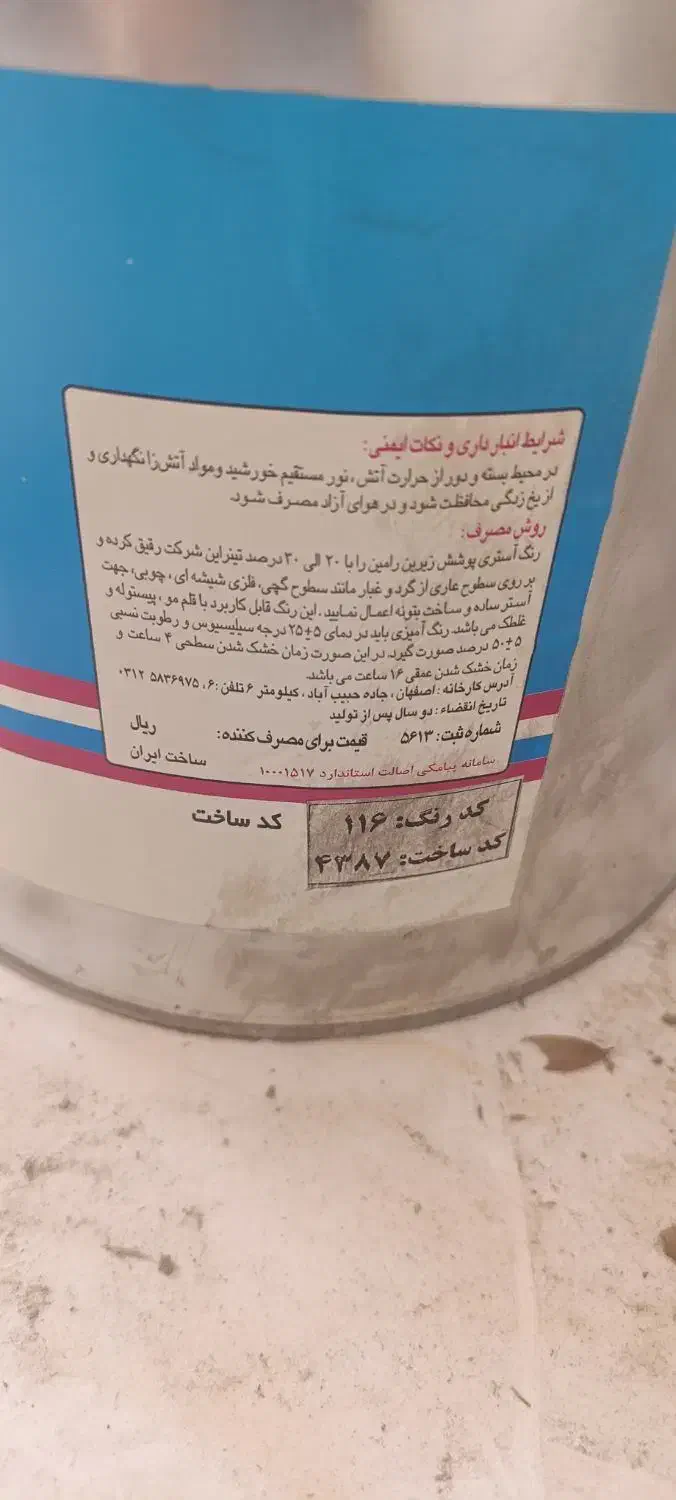 شرایط انبارداری و نکات ایمنی:
در محیط بسته و دور از حرارت آتش ، نور مستقیم خورشید و مواد آتش‌زا نگهداری و
از یخ زدگی محافظت شود و در هوای آزاد مصرف شود.
روش مصرف:
رنگ آستری پوشش زیرین رامین را با ۲۰ الی ۳۰ درصد تینر این شرکت رقیق کرده و
بر روی سطوح عاری از گرد و غبار مانند سطوح گچی، فلزی شیشه ای ، چوبی، جهت
آستر ساده و ساخت بتونه اعمال نمایید. این رنگ قابل کاربرد با قلم مو ، پیستوله و
غلطک می باشد. رنگ آمیزی باید در دمای ۵±۲۵ درجه سیلیسیوس و رطوبت نسبی
۵±۵۰ درصد صورت گیرد. در این صورت زمان خشک شدن سطحی ۴ ساعت و
زمان خشک شدن عمقی ۱۶ ساعت می باشد.
آدرس کارخانه : اصفهان ، جاده حبیب آباد ، کیلومتر ۶ تلفن :۶ ، ۵۸۳۶۹۷۵ ۰۳۱۲
تاریخ انقضاء : دو سال پس از تولید
شماره ثبت: ۵۶۱۳ قیمت برای مصرف کننده: ریال
سامانه پیامکی اصالت استاندارد ۱۰۰۰۱۵۱۷ ساخت ایران
کد رنگ: ۱۱۶ کد ساخت
کد ساخت: ۴۳۸۷